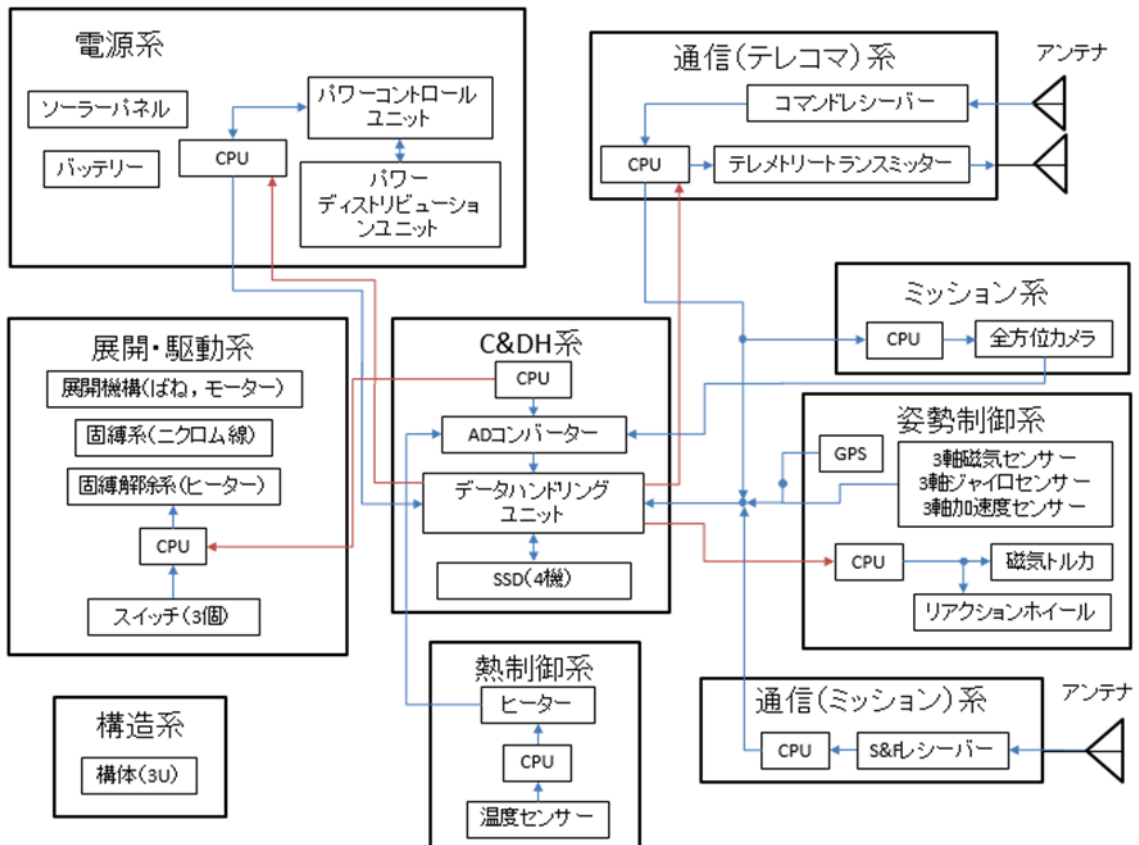 電源系
ソーラーパネル
バッテリー
CPU
パワーコントロール
ユニット
パワー
ディストリビューショ
ンユニット
通信(テレコマ)系
アンテナ
コマンドレシーバー
CPU
テレメトリートランスミッター
ミッション系
CPU
全方位カメラ
展開・駆動系
展開機構(ばね，モーター)
固縛系(ニクロム線)
固縛解除系(ヒーター)
CPU
スイッチ(3個)
C&DH系
CPU
ADコンバーター
データハンドリング
ユニット
SSD(4機)
姿勢制御系
GPS
3軸磁気センサー
3軸ジャイロセンサー
3軸加速度センサー
CPU
磁気トルカ
リアクションホイール
熱制御系
ヒーター
CPU
温度センサー
構造系
構体(3U)
通信(ミッション)系
アンテナ
CPU
S&Fレシーバー